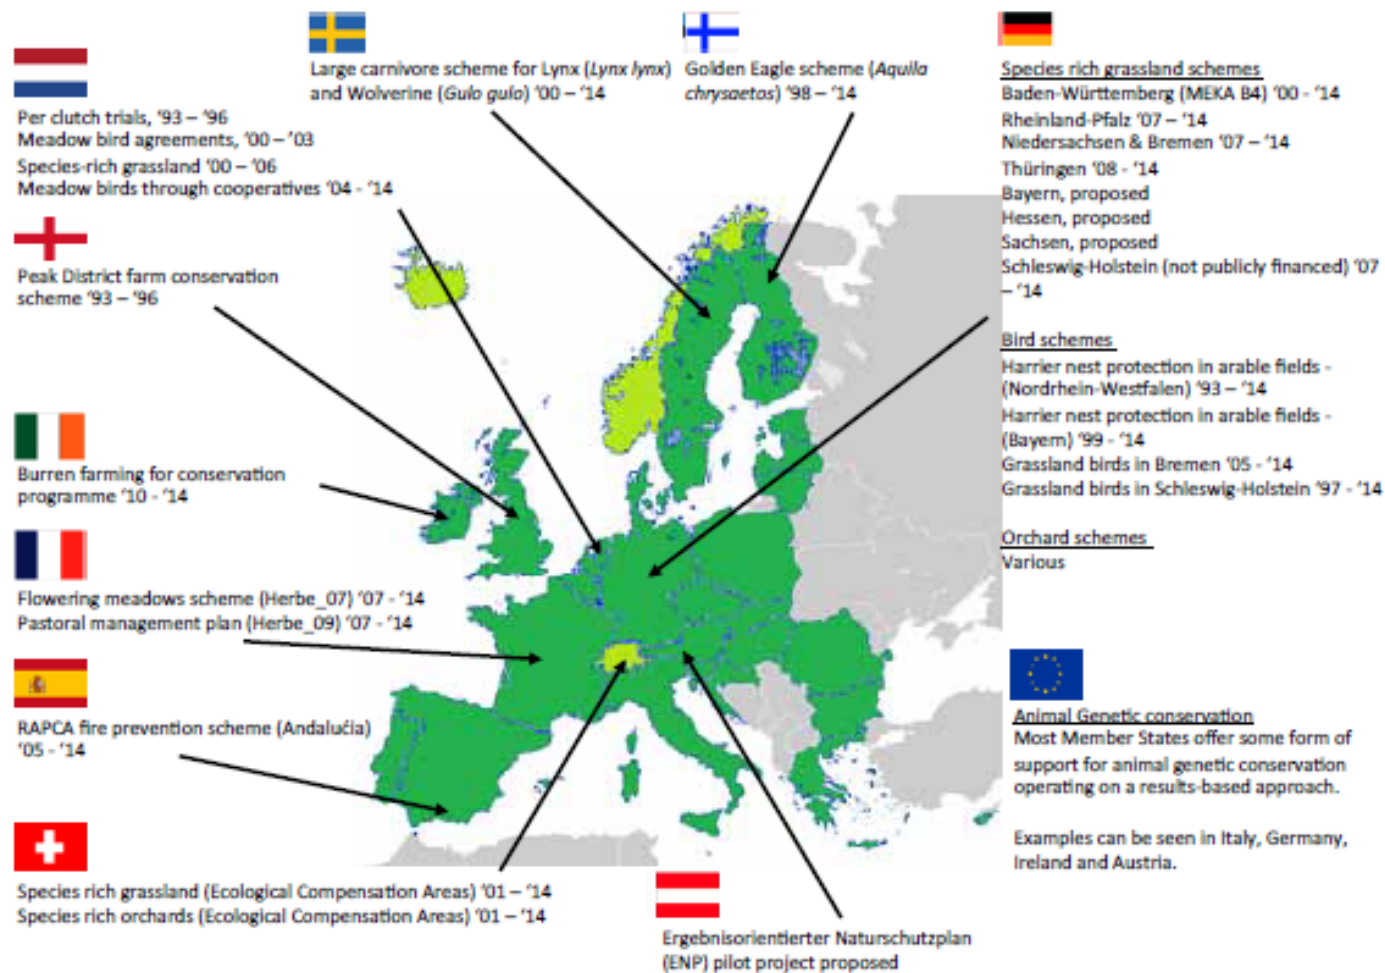 Per clutch trials, '93 – '96
Meadow bird agreements, '00 – '03
Species-rich grassland '00 – '06
Meadow birds through cooperatives '04 - '14
Large carnivore scheme for Lynx (Lynx lynx)
and Wolverine (Gulo gulo) '00 – '14
Golden Eagle scheme (Aquila
chrysaetos) '98 – '14
Species rich grassland schemes
Baden-Württemberg (MEKA B4) '00 - '14
Rheinland-Pfalz '07 – '14
Niedersachsen & Bremen '07 – '14
Thüringen '08 - '14
Bayern, proposed
Hessen, proposed
Sachsen, proposed
Schleswig-Holstein (not publicly financed) '07
– '14
Bird schemes
Harrier nest protection in arable fields -
(Nordrhein-Westfalen) '93 – '14
Harrier nest protection in arable fields -
(Bayern) '99 - '14
Grassland birds in Bremen '05 - '14
Grassland birds in Schleswig-Holstein '97 - '14
Orchard schemes
Various
Peak District farm conservation
scheme '93 – '96
Burren farming for conservation
programme '10 - '14
Flowering meadows scheme (Herbe_07) '07 - '14
Pastoral management plan (Herbe_09) '07 - '14
RAPCA fire prevention scheme (Andalućia)
'05 - '14
Species rich grassland (Ecological Compensation Areas) '01 – '14
Species rich orchards (Ecological Compensation Areas) '01 – '14
Ergebnisorientierter Naturschutzplan
(ENP) pilot project proposed
Animal Genetic conservation
Most Member States offer some form of
support for animal genetic conservation
operating on a results-based approach.
Examples can be seen in Italy, Germany,
Ireland and Austria.